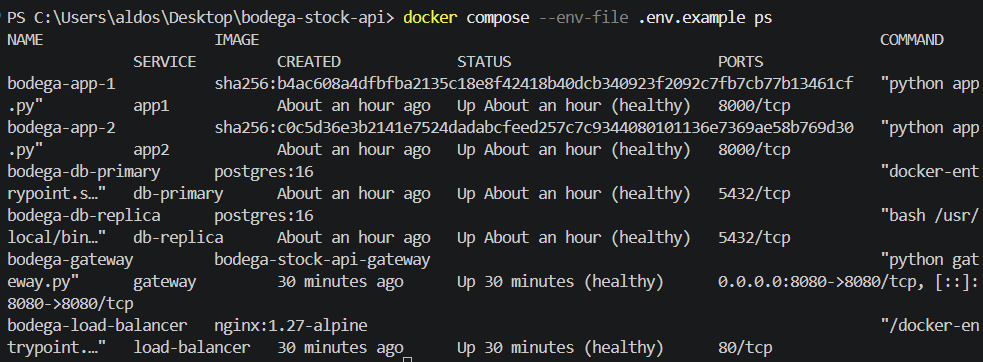 PS C:\Users\aldos\Desktop\bodega-stock-api> docker compose --env-file .env.example ps
NAME IMAGE COMMAND
SERVICE CREATED STATUS PORTS
bodega-app-1 sha256:b4ac608a4dfbfba2135c18e8f42418b40dcb340923f2092c7fb7cb77b13461cf "python app
.py" app1 About an hour ago Up About an hour (healthy) 8000/tcp
bodega-app-2 sha256:c0c5d36e3b2141e7524dadabcfeed257c7c9344080101136e7369ae58b769d30 "python app
.py" app2 About an hour ago Up About an hour (healthy) 8000/tcp
bodega-db-primary postgres:16 "docker-ent
rypoint.s…" db-primary About an hour ago Up About an hour (healthy) 5432/tcp
bodega-db-replica postgres:16 "bash /usr/
local/bin…" db-replica About an hour ago Up About an hour (healthy) 5432/tcp
bodega-gateway bodega-stock-api-gateway "python gat
eway.py" gateway 30 minutes ago Up 30 minutes (healthy) 0.0.0.0:8080->8080/tcp, [::]:
8080->8080/tcp
bodega-load-balancer nginx:1.27-alpine "/docker-en
trypoint.…" load-balancer 30 minutes ago Up 30 minutes (healthy) 80/tcp